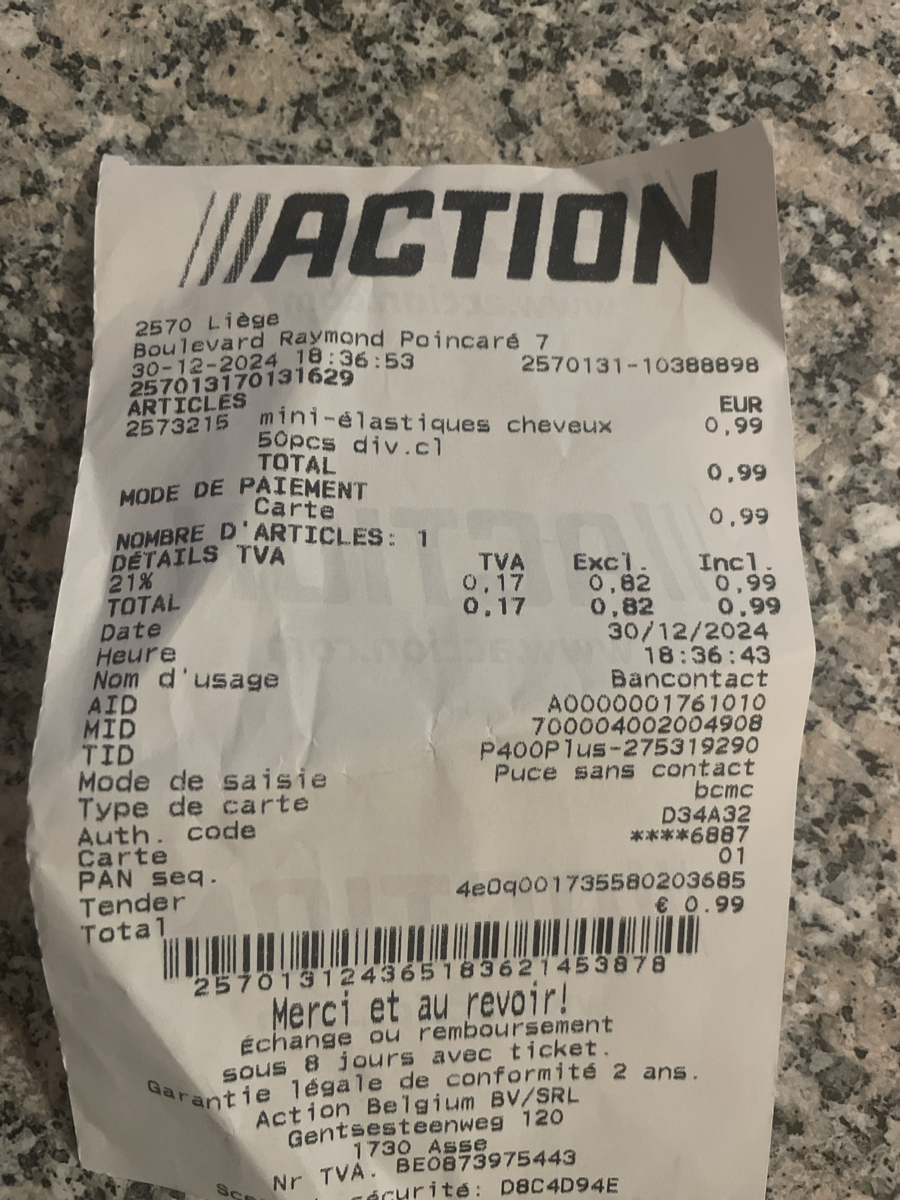 ACTION
2570 Liège
Boulevard Raymond Poincaré 7
30-12-2024 18:36:53 2570131-10388898
257013170131629
ARTICLES EUR
2573215 mini-élastiques cheveux 0,99
50pcs div.cl
TOTAL 0,99
MODE DE PAIEMENT
Carte 0,99
NOMBRE D'ARTICLES: 1
DÉTAILS TVA TVA Excl. Incl.
21% 0,17 0,82 0,99
TOTAL 0,17 0,82 0,99
Date 30/12/2024
Heure 18:36:43
Nom d'usage Bancontact
AID A0000001761010
MID 700004002004908
TID P400Plus-275319290
Mode de saisie Puce sans contact
Type de carte bcmc
Auth. code D34A32
Carte ****6887
PAN seq. 01
Tender 4e0q001735580203685
Total € 0.99
257013124365183621453878
Merci et au revoir!
Échange ou remboursement
sous 8 jours avec ticket.
Garantie légale de conformité 2 ans.
Action Belgium BV/SRL
Gentsesteenweg 120
1730 Asse
Nr TVA. BE0873975443
sécurité: D8C4D94E